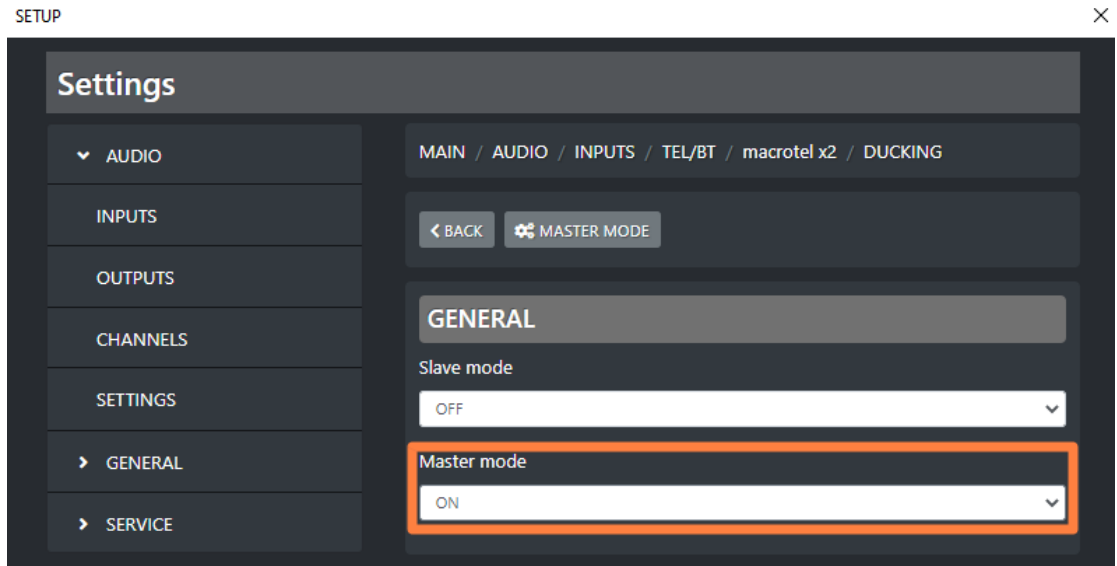 SETUP
Settings
AUDIO
INPUTS
OUTPUTS
CHANNELS
SETTINGS
GENERAL
SERVICE
MAIN / AUDIO / INPUTS / TEL/BT / macrotel x2 / DUCKING
BACK MASTER MODE
GENERAL
Slave mode
OFF
Master mode
ON